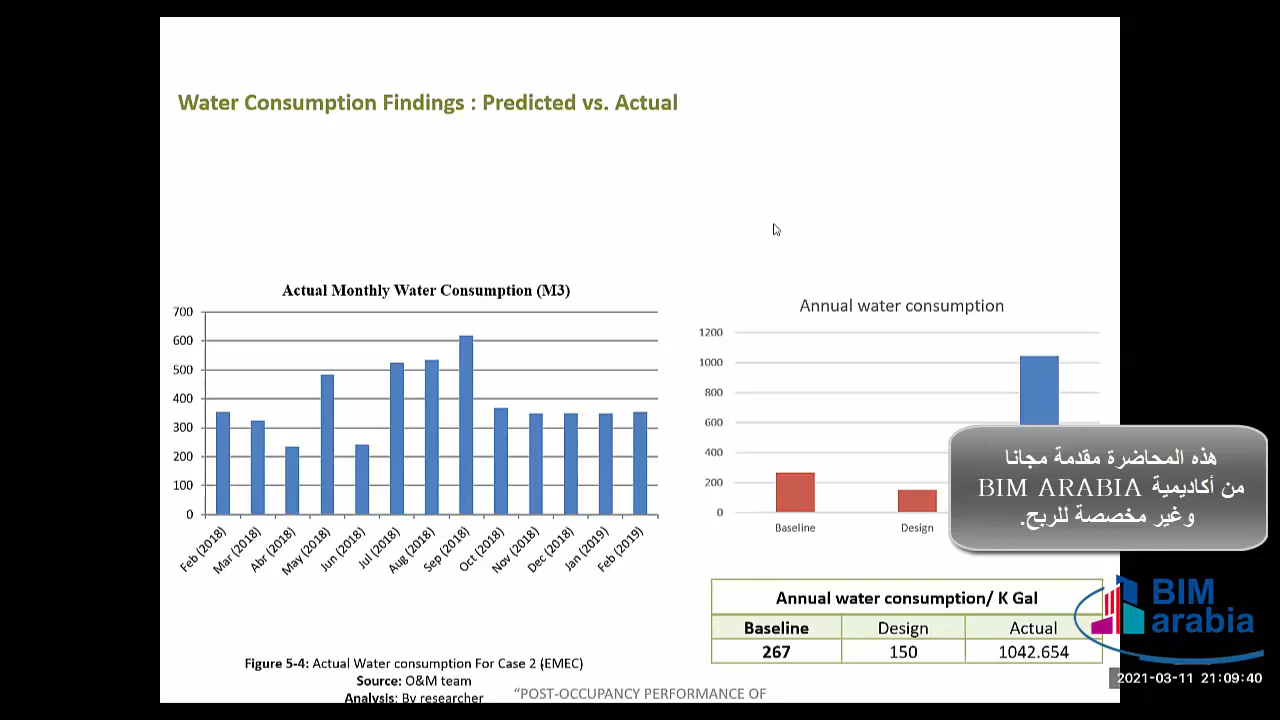 Water Consumption Findings : Predicted vs. Actual
Actual Monthly Water Consumption (M3)
700
600
500
400
300
200
100
0
Feb (2018)
Mar (2018)
Abr (2018)
May (2018)
Jun (2018)
Jul (2018)
Aug (2018)
Sep (2018)
Oct (2018)
Nov (2018)
Dec (2018)
Jan (2019)
Feb (2019)
Figure 5-4: Actual Water consumption For Case 2 (EMEC)
Source: O&M team
Analysis: By researcher
Annual water consumption
1200
1000
800
600
400
200
0
Baseline
Design
هذه المحاضرة مقدمة مجانا
من أكاديمية BIM ARABIA
وغير مخصصة للربح.
Annual water consumption/ K Gal
Baseline Design Actual
267 150 1042.654
BIM
arabia
“POST-OCCUPANCY PERFORMANCE OF
2021-03-11 21:09:40